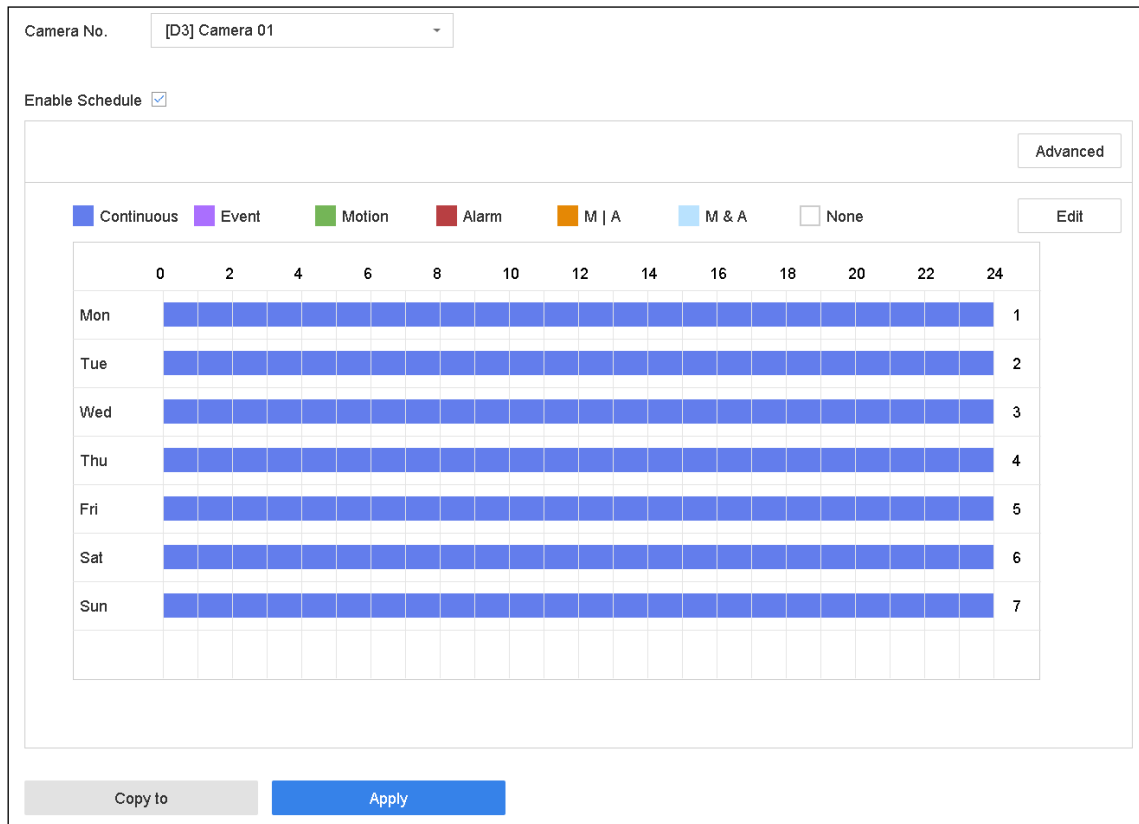 Camera No. [D3] Camera 01
Enable Schedule
Advanced
Continuous Event Motion Alarm M | A M & A None Edit
0 2 4 6 8 10 12 14 16 18 20 22 24
Mon 1
Tue 2
Wed 3
Thu 4
Fri 5
Sat 6
Sun 7
Copy to Apply